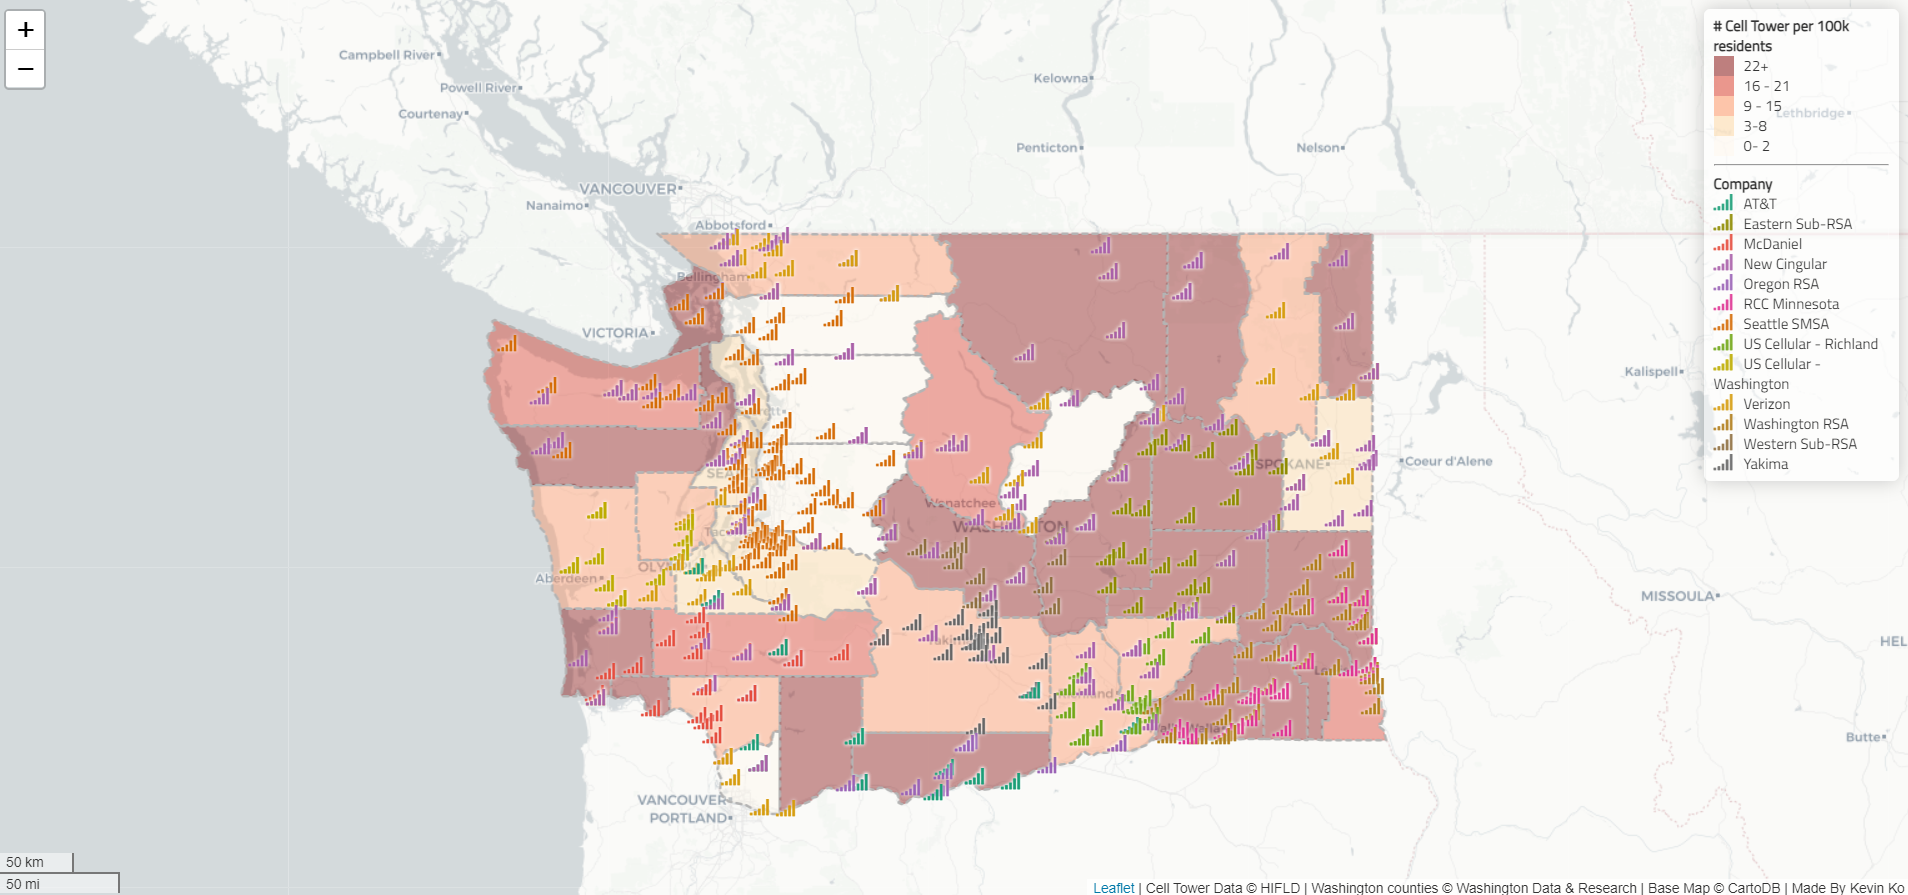 +
−
Campbell River
Powell River
Courtenay
Kelowna
Penticton
Nelson
Lethbridge
VANCOUVER
Nanaimo
Abbotsford
Bellingham
VICTORIA
Kalispell
SPOKANE
Coeur d'Alene
Wenatchee
WASHINGTON
Aberdeen
MISSOULA
HEL
Butte
VANCOUVER
PORTLAND
# Cell Tower per 100k
residents
22+
16 - 21
9 - 15
3-8
0- 2
Company
AT&T
Eastern Sub-RSA
McDaniel
New Cingular
Oregon RSA
RCC Minnesota
Seattle SMSA
US Cellular - Richland
US Cellular -
Washington
Verizon
Washington RSA
Western Sub-RSA
Yakima
50 km
50 mi
Leaflet | Cell Tower Data © HIFLD | Washington counties © Washington Data & Research | Base Map © CartoDB | Made By Kevin Ko